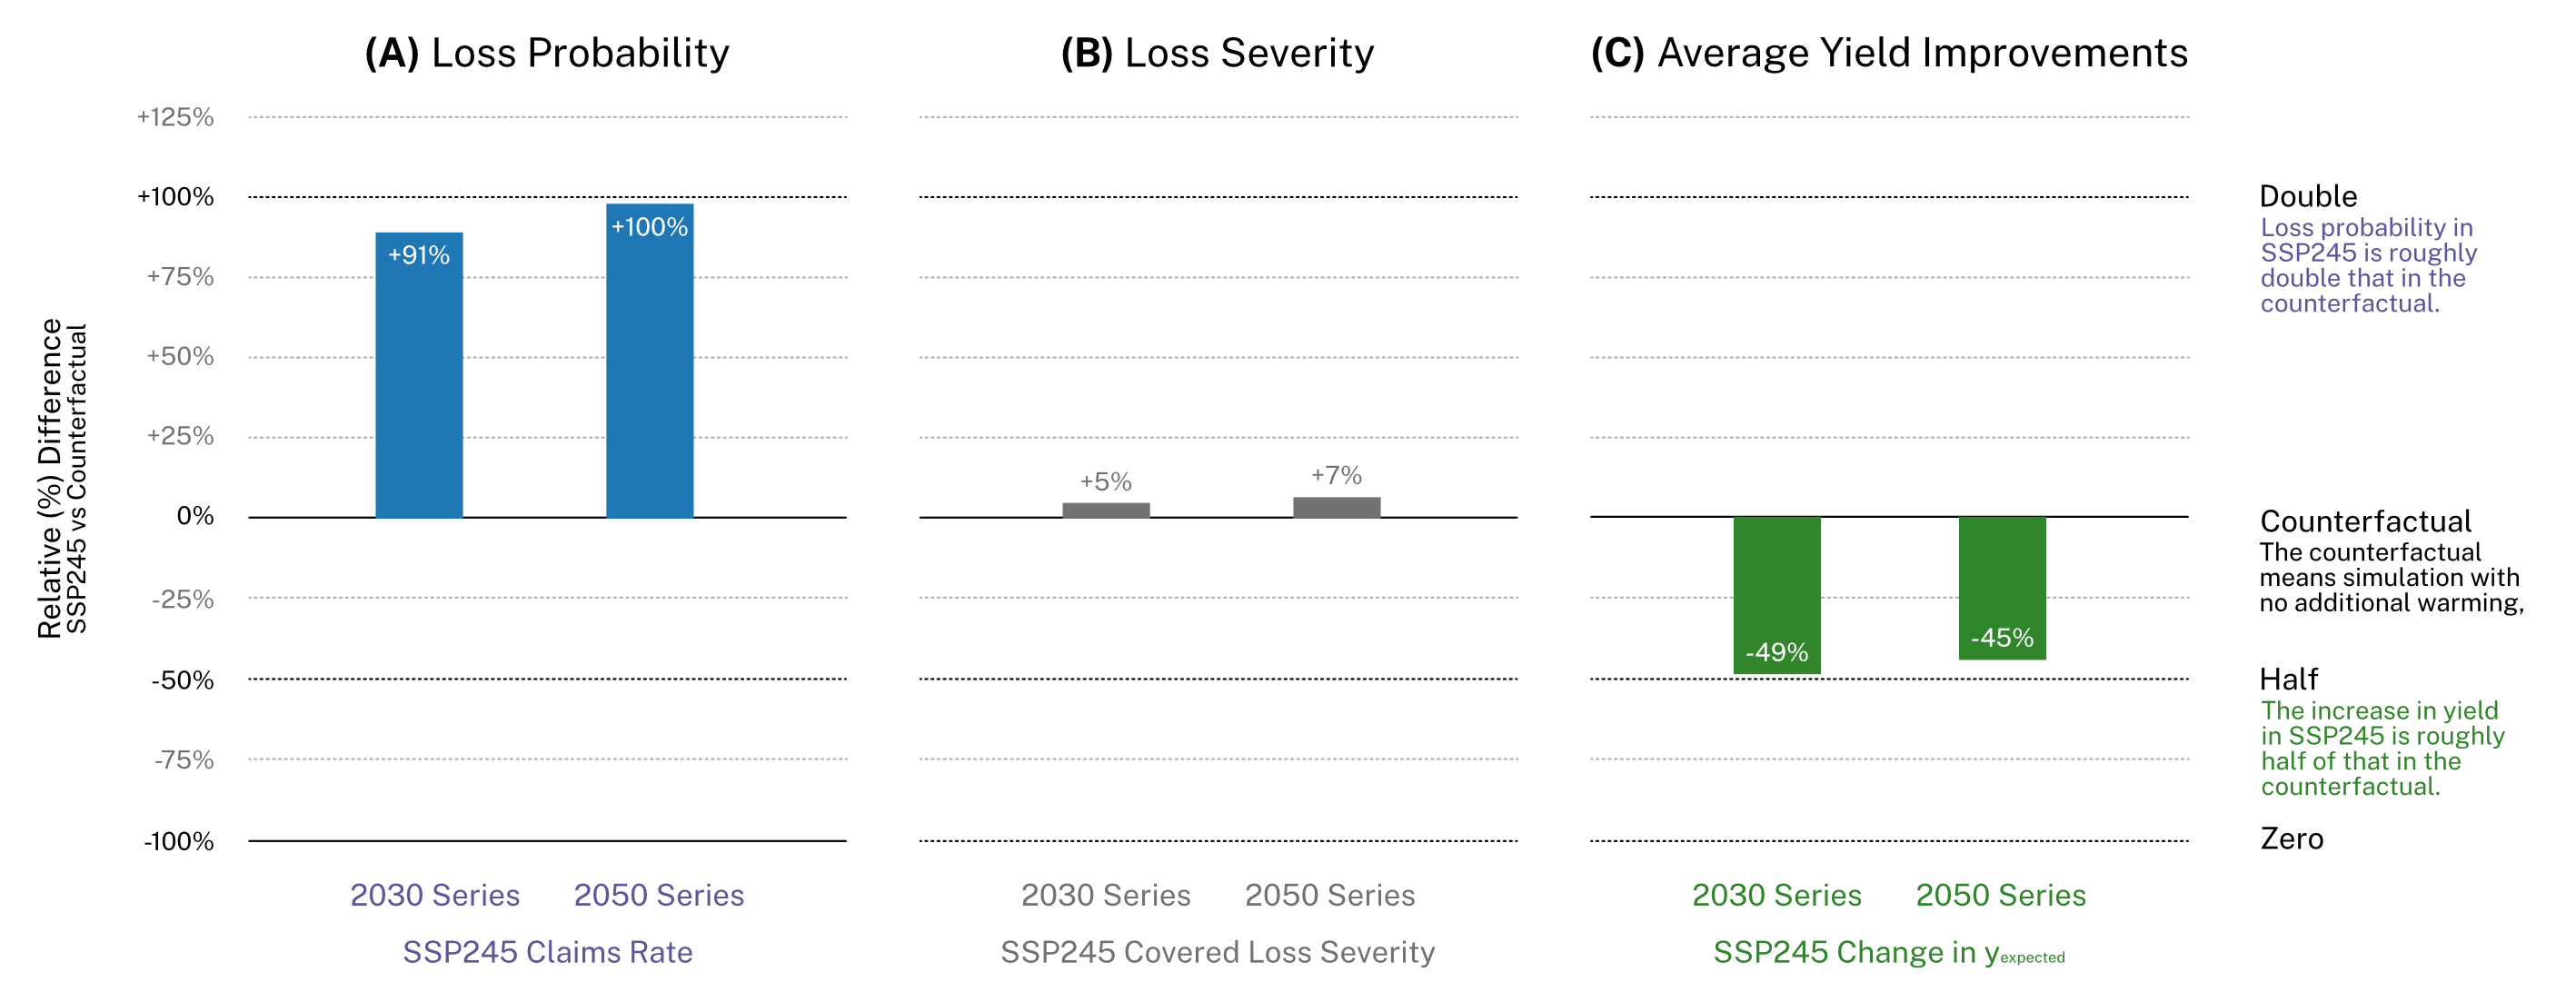 (A) Loss Probability
(B) Loss Severity
(C) Average Yield Improvements
Relative (%) Difference
SSP245 vs Counterfactual
+125%
+100%
+75%
+50%
+25%
0%
-25%
-50%
-75%
-100%
+91%
+100%
+5%
+7%
-49%
-45%
Double
Loss probability in
SSP245 is roughly
double that in the
counterfactual.
Counterfactual
The counterfactual
means simulation with
no additional warming,
Half
The increase in yield
in SSP245 is roughly
half of that in the
counterfactual.
Zero
2030 Series
2050 Series
SSP245 Claims Rate
2030 Series
2050 Series
SSP245 Covered Loss Severity
2030 Series
2050 Series
SSP245 Change in yexpected